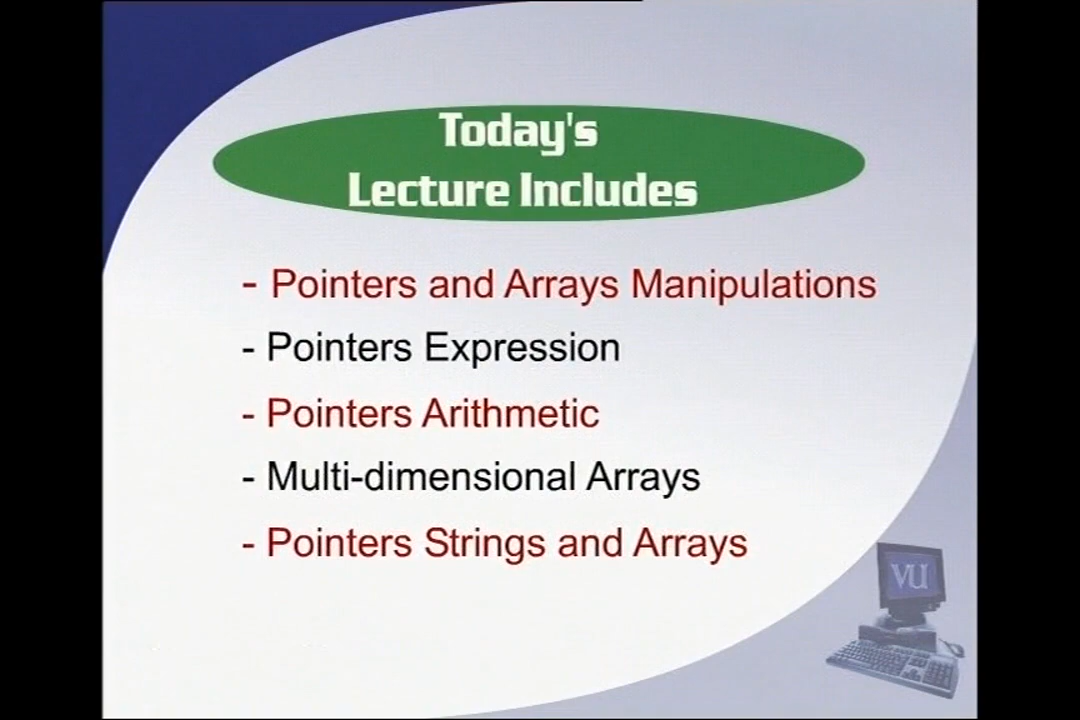 Today's
Lecture Includes
- Pointers and Arrays Manipulations
- Pointers Expression
- Pointers Arithmetic
- Multi-dimensional Arrays
- Pointers Strings and Arrays
VU